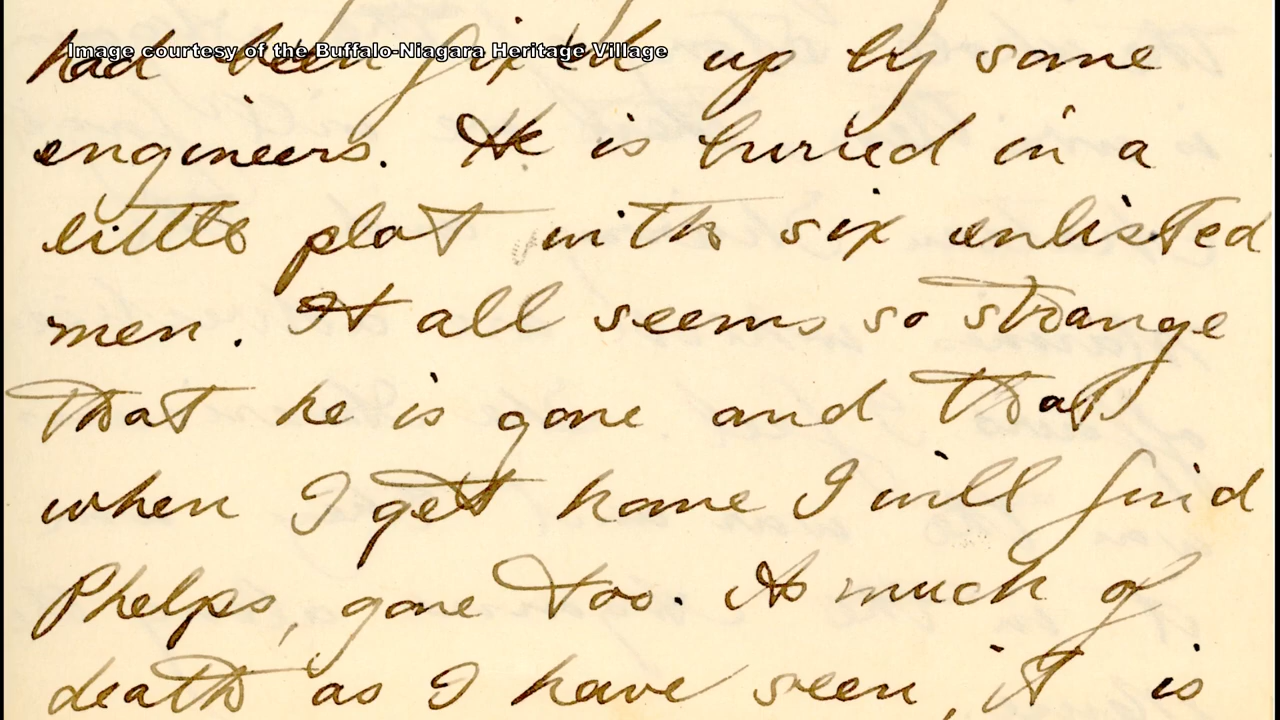 Image courtesy of the Buffalo-Niagara Heritage Village
had been fixed up by some
engineers. He is buried in a
little plot with six enlisted
men. It all seems so strange
that he is gone and that
when I get home I will find
Phelps, gone too. As much of
death as I have seen, it is